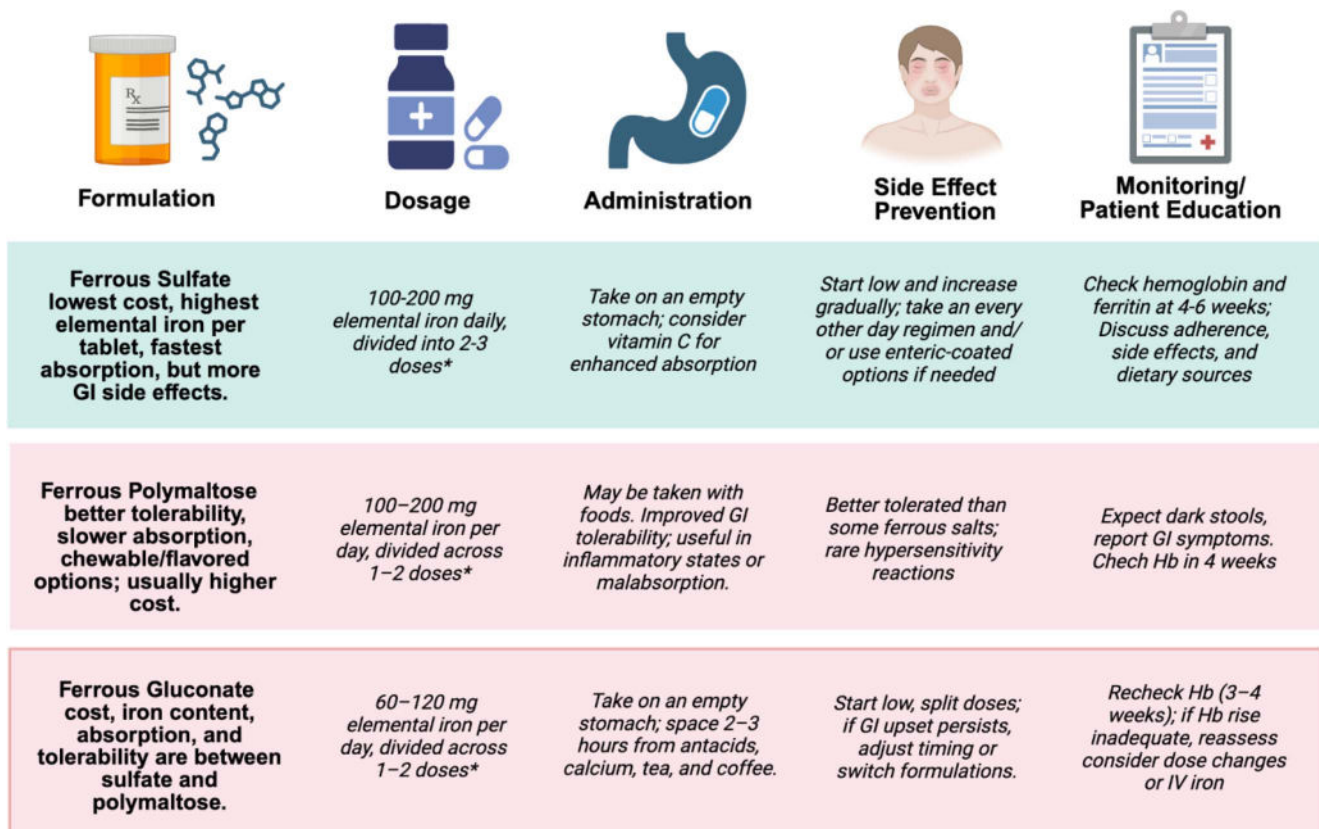 Rx
Formulation
Dosage
Administration
Side Effect
Prevention
Monitoring/
Patient Education
Ferrous Sulfate
lowest cost, highest
elemental iron per
tablet, fastest
absorption, but more
GI side effects.
100-200 mg
elemental iron daily,
divided into 2-3
doses*
Take on an empty
stomach; consider
vitamin C for
enhanced absorption
Start low and increase
gradually; take an every
other day regimen and/
or use enteric-coated
options if needed
Check hemoglobin and
ferritin at 4-6 weeks;
Discuss adherence,
side effects, and
dietary sources
Ferrous Polymaltose
better tolerability,
slower absorption,
chewable/flavored
options; usually higher
cost.
100–200 mg
elemental iron per
day, divided across
1–2 doses*
May be taken with
foods. Improved GI
tolerability; useful in
inflammatory states or
malabsorption.
Better tolerated than
some ferrous salts;
rare hypersensitivity
reactions
Expect dark stools,
report GI symptoms.
Chech Hb in 4 weeks
Ferrous Gluconate
cost, iron content,
absorption, and
tolerability are between
sulfate and
polymaltose.
60–120 mg
elemental iron per
day, divided across
1–2 doses*
Take on an empty
stomach; space 2–3
hours from antacids,
calcium, tea, and coffee.
Start low, split doses;
if GI upset persists,
adjust timing or
switch formulations.
Recheck Hb (3–4
weeks); if Hb rise
inadequate, reassess
consider dose changes
or IV iron